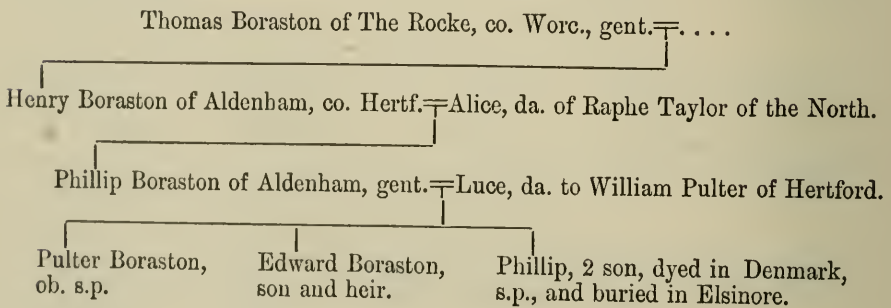 Thomas Boraston of The Rocke, co. Worc., gent.=. . . .
Henry Boraston of Aldenham, co. Hertf.=Alice, da. of Raphe Taylor of the North.
Phillip Boraston of Aldenham, gent.=Luce, da. to William Pulter of Hertford.
Pulter Boraston, ob. s.p.
Edward Boraston, son and heir.
Phillip, 2 son, dyed in Denmark, s.p., and buried in Elsinore.